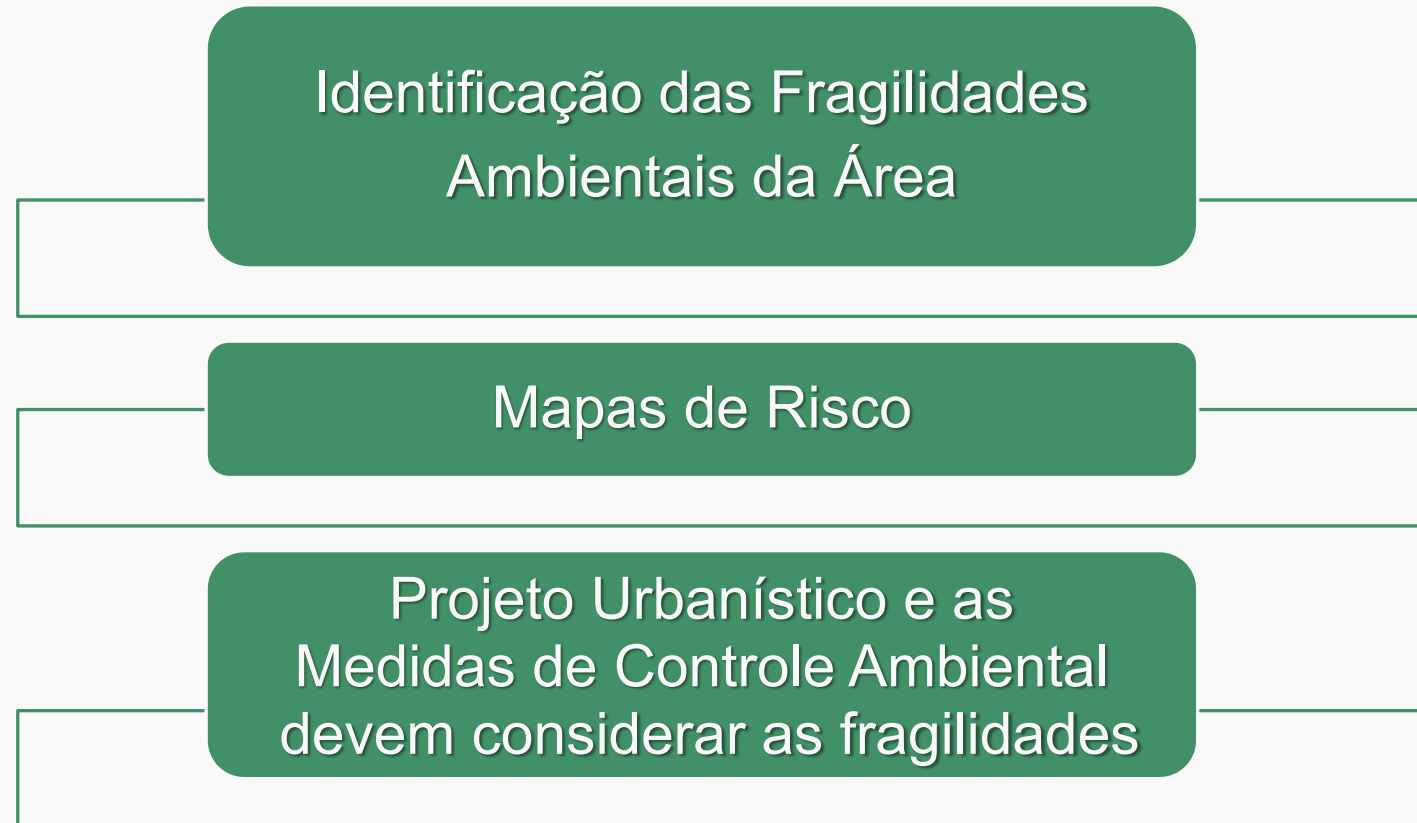 Identificação das Fragilidades
Ambientais da Área
Mapas de Risco
Projeto Urbanístico e as
Medidas de Controle Ambiental
devem considerar as fragilidades